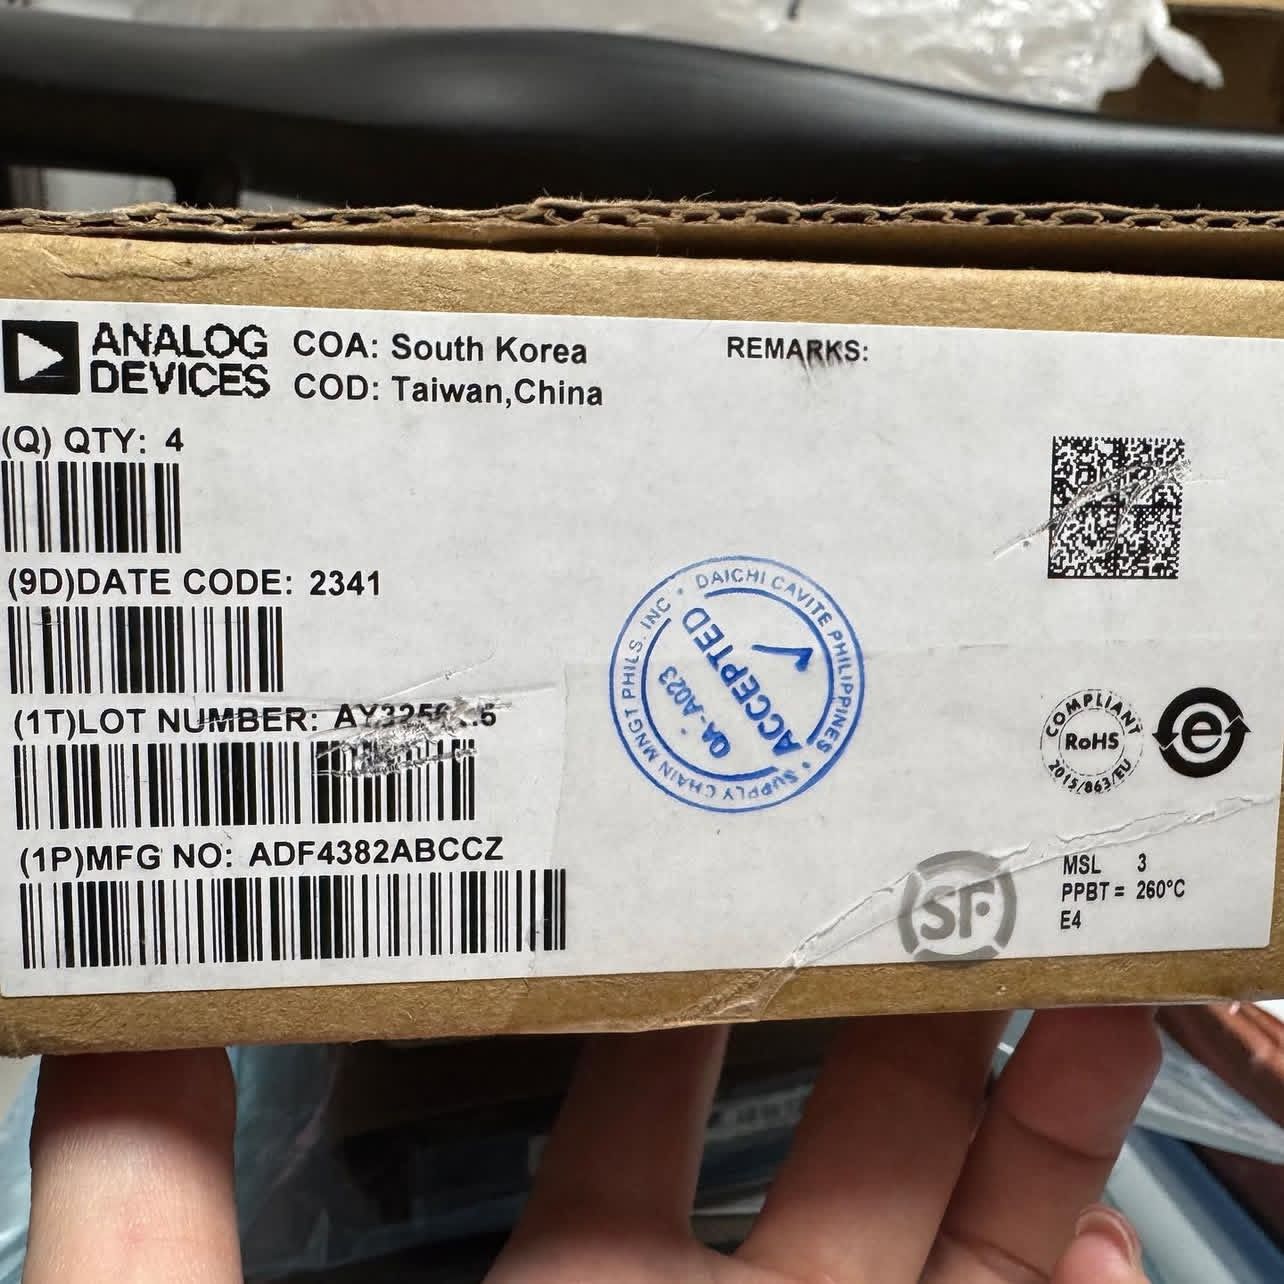 ANALOG
DEVICES
COA: South Korea
COD: Taiwan,China
REMARKS:
(Q) QTY: 4
(9D)DATE CODE: 2341
(1T)LOT NUMBER:
(1P)MFG NO: ADF4382ABCCZ
DAICHI CAVITE PHILIPPINES • SUPPLY CHAIN MNGT PHILS. INC •
ACCEPTED
QA-A023
COMPLIANT
RoHS
2015/863/EU
e
SF
MSL 3
PPBT = 260°C
E4